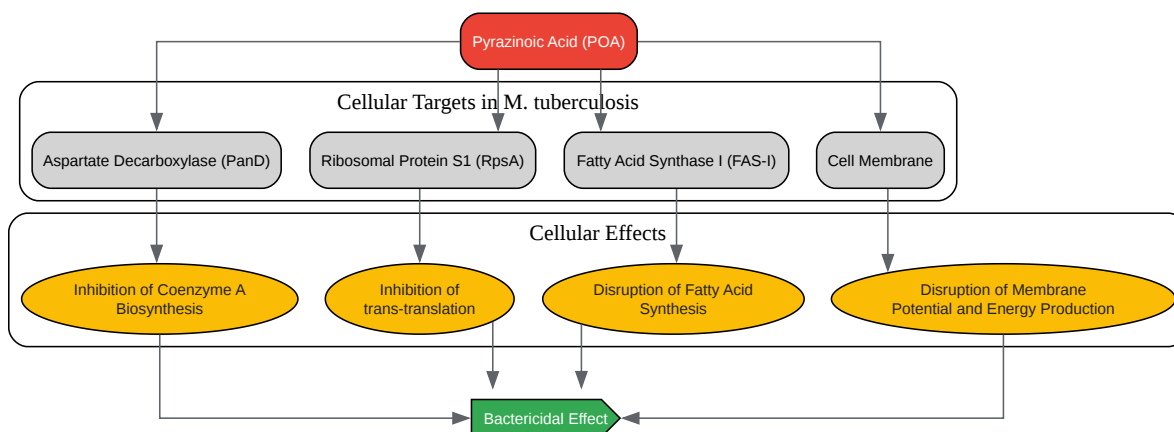 Pyrazinoic Acid (POA)
Cellular Targets in M. tuberculosis
Aspartate Decarboxylase (PanD)
Ribosomal Protein S1 (RpsA)
Fatty Acid Synthase I (FAS-I)
Cell Membrane
Cellular Effects
Inhibition of Coenzyme A
Biosynthesis
Inhibition of
trans-translation
Disruption of Fatty Acid
Synthesis
Disruption of Membrane
Potential and Energy Production
Bactericidal Effect